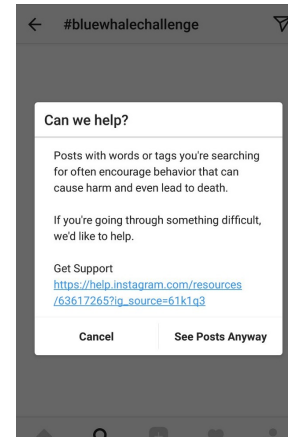 #bluewhalechallenge
Can we help?
Posts with words or tags you're searching
for often encourage behavior that can
cause harm and even lead to death.
If you're going through something difficult,
we'd like to help.
Get Support
https://help.instagram.com/resources
/63617265?ig_source=61k1q3
Cancel See Posts Anyway